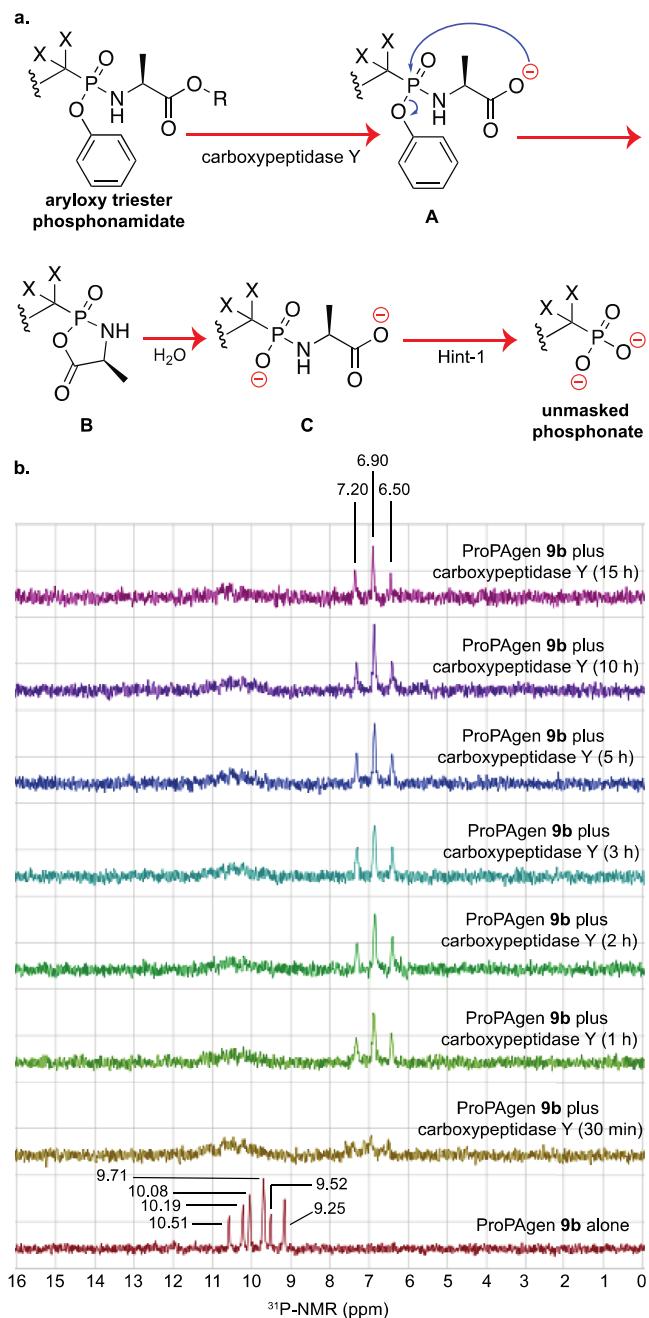 a.
X
X
P
O
O
N
H
O
O
R
aryloxy triester
phosphonamidate
carboxypeptidase Y
X
X
P
O
O
N
H
O
O
A
X
X
P
O
O
NH
O
B
H2O
X
X
P
O
O
N
H
O
O
C
Hint-1
X
X
P
O
O
O
unmasked
phosphonate
b.
6.90
7.20
6.50
ProPAgen 9b plus
carboxypeptidase Y (15 h)
ProPAgen 9b plus
carboxypeptidase Y (10 h)
ProPAgen 9b plus
carboxypeptidase Y (5 h)
ProPAgen 9b plus
carboxypeptidase Y (3 h)
ProPAgen 9b plus
carboxypeptidase Y (2 h)
ProPAgen 9b plus
carboxypeptidase Y (1 h)
ProPAgen 9b plus
carboxypeptidase Y (30 min)
9.71
10.08
10.19
10.51
9.52
9.25
ProPAgen 9b alone
16 15 14 13 12 11 10 9 8 7 6 5 4 3 2 1 0
31P-NMR (ppm)